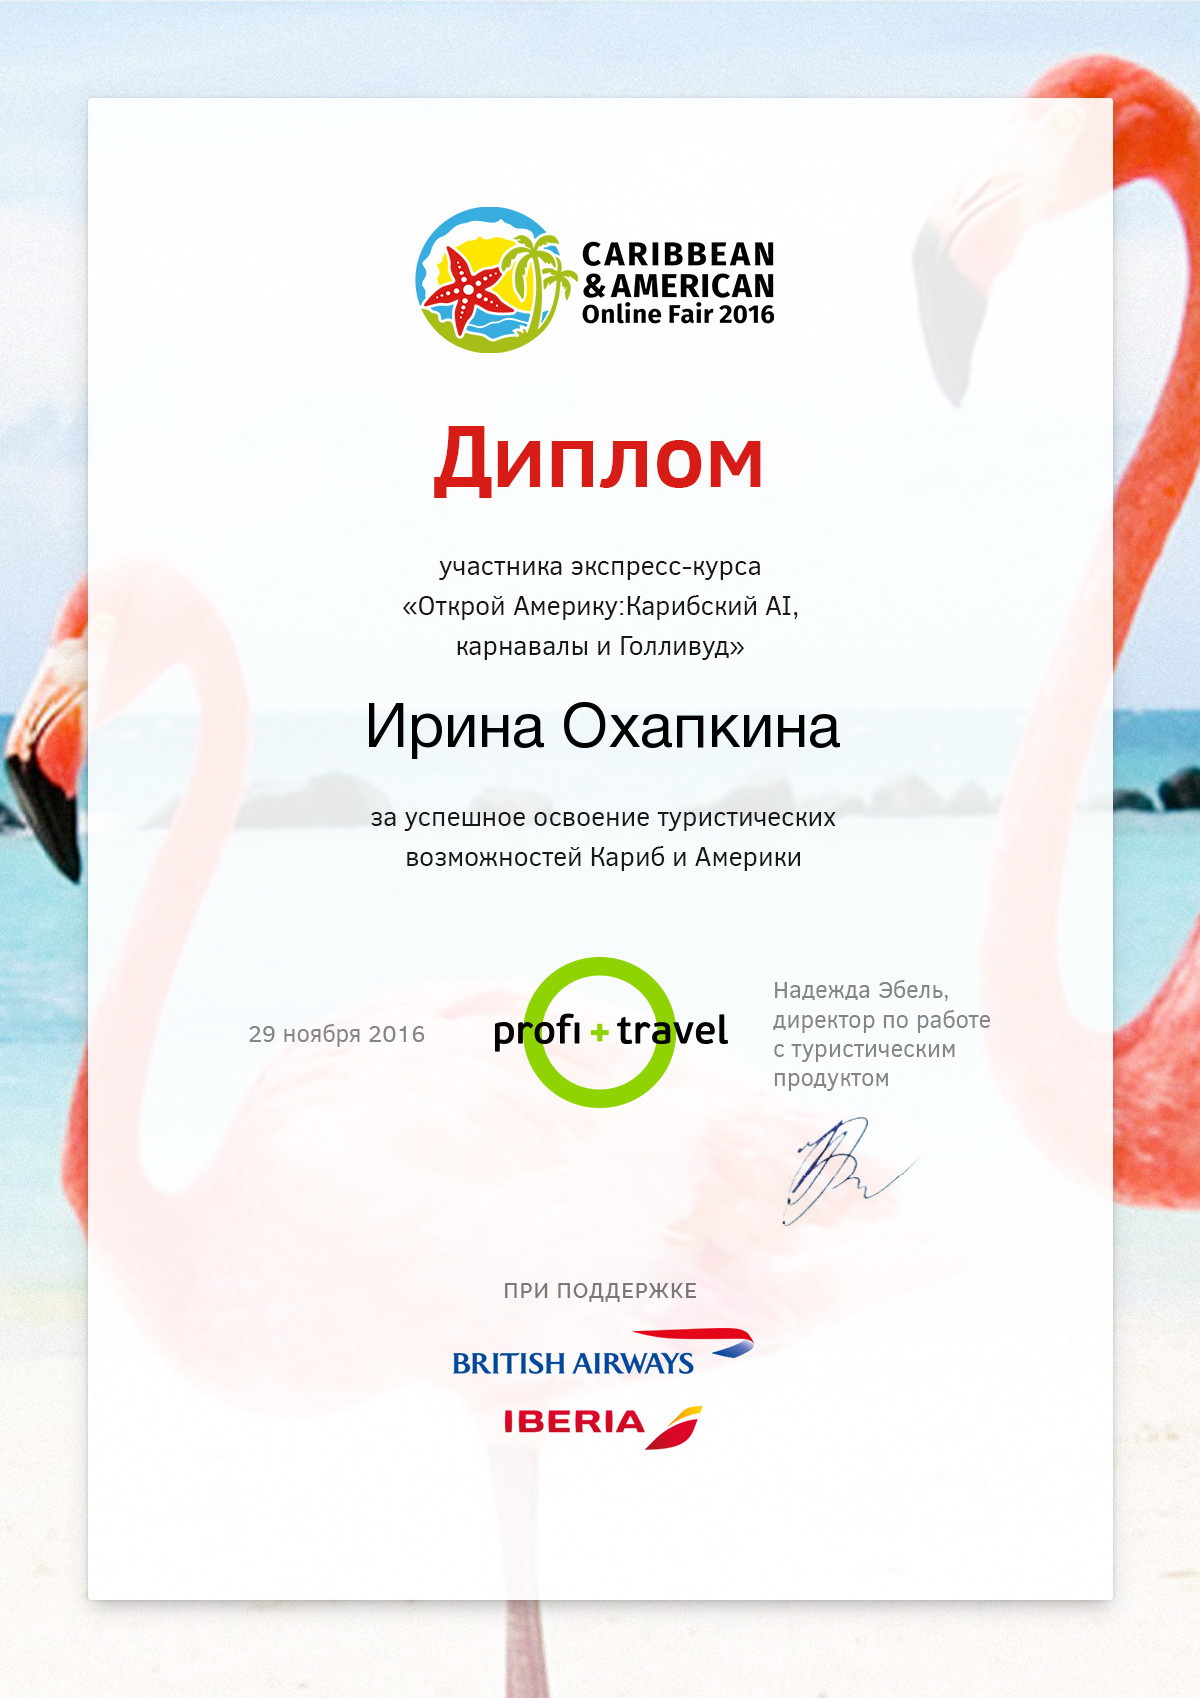 CARIBBEAN
& AMERICAN
Online Fair 2016
Диплом
участника экспресс-курса
«Открой Америку:Карибский AI,
карнавалы и Голливуд»
Ирина Охапкина
за успешное освоение туристических
возможностей Кариб и Америки
29 ноября 2016
profi + travel
Надежда Эбель,
директор по работе
с туристическим
продуктом
ПРИ ПОДДЕРЖКЕ
BRITISH AIRWAYS
IBERIA